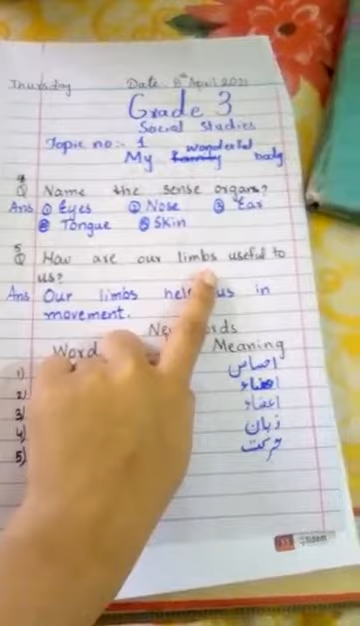 Thursday Date 8th April 2021
Grade 3
Social Studies
Topic no:- 1
My wonderful body
Q Name the sense organs?
Ans ① Eyes ② Nose ③ Ear
④ Tongue ⑤ Skin
Q How are our limbs useful to
us?
Ans Our limbs help us in
movement.
Words
Word Meaning
1) احساس
2)
3) اعضاء
4) زبان
5) حرکت